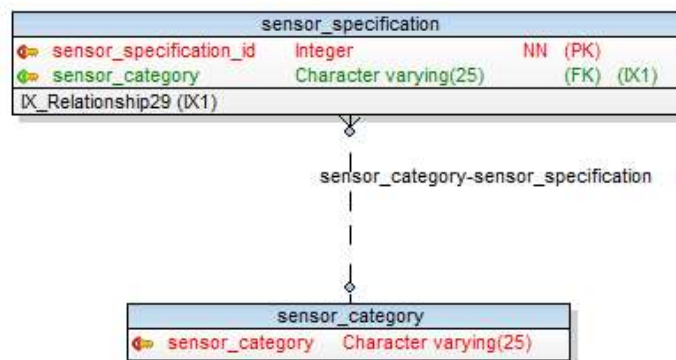 sensor_specification
sensor_specification_id Integer NN (PK)
sensor_category Character varying(25) (FK) (IX1)
IX_Relationship29 (IX1)
sensor_category-sensor_specification
sensor_category
sensor_category Character varying(25)